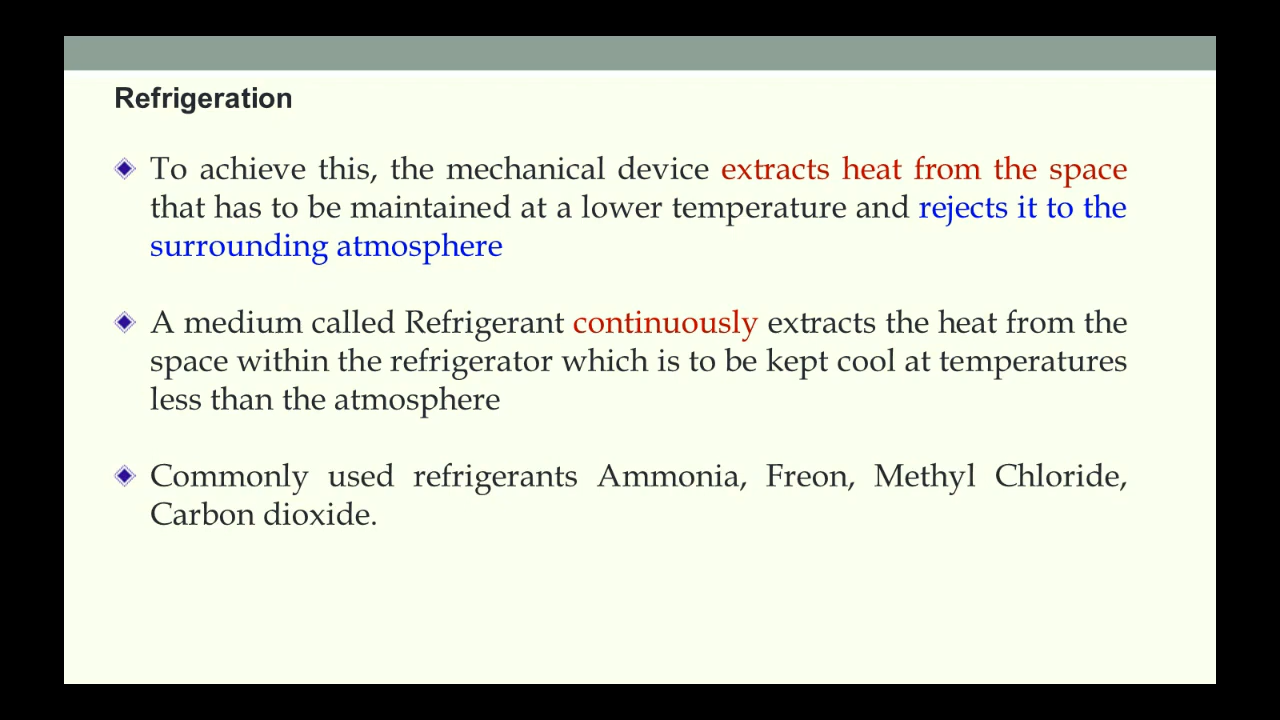 Refrigeration
To achieve this, the mechanical device extracts heat from the space
that has to be maintained at a lower temperature and rejects it to the
surrounding atmosphere
A medium called Refrigerant continuously extracts the heat from the
space within the refrigerator which is to be kept cool at temperatures
less than the atmosphere
Commonly used refrigerants Ammonia, Freon, Methyl Chloride,
Carbon dioxide.